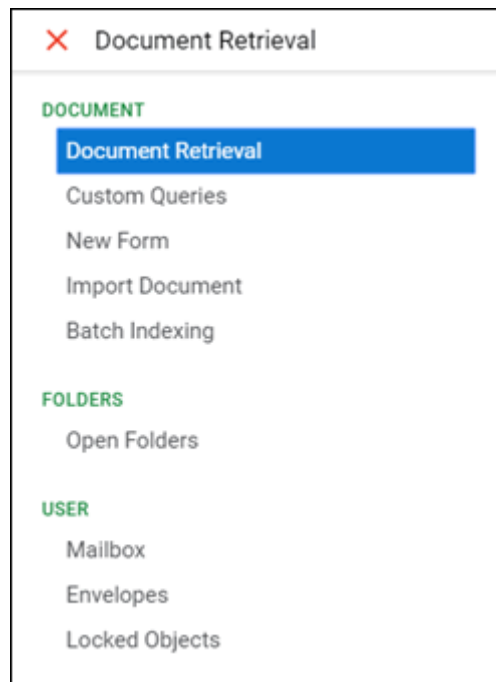 Document Retrieval
DOCUMENT
Document Retrieval
Custom Queries
New Form
Import Document
Batch Indexing
FOLDERS
Open Folders
USER
Mailbox
Envelopes
Locked Objects